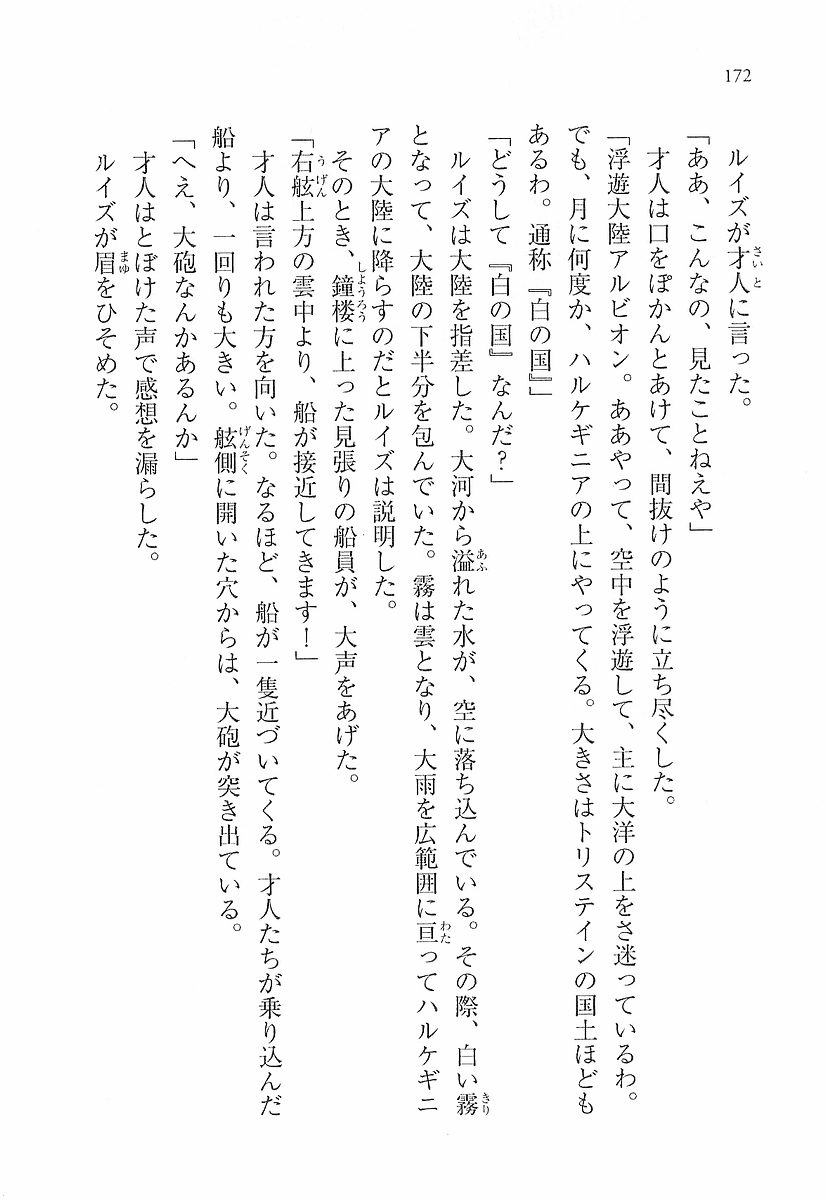 172
ルイズが才人に言った。
「ああ、こんなの、見たことねえや」
才人は口をぽかんとあけて、間抜けのように立ち尽くした。
「浮遊大陸アルビオン。ああやって、空中を浮遊して、主に大洋の上をさ迷っているわ。
でも、月に何度か、ハルケギニアの上にやってくる。大きさはトリステインの国土ほども
あるわ。通称『白の国』」
「どうして『白の国』なんだ？」
ルイズは大陸を指差した。大河から溢れた水が、空に落ち込んでいる。その際、白い霧
となって、大陸の下半分を包んでいた。霧は雲となり、大雨を広範囲に亘ってハルケギニ
アの大陸に降らすのだとルイズは説明した。
そのとき、鐘楼に上った見張りの船員が、大声をあげた。
「右舷上方の雲中より、船が接近してきます！」
才人は言われた方を向いた。なるほど、船が一隻近づいてくる。才人たちが乗り込んだ
船より、一回りも大きい。舷側に開いた穴からは、大砲が突き出ている。
「へえ、大砲なんかあるんか」
才人はとぼけた声で感想を漏らした。
ルイズが眉をひそめた。